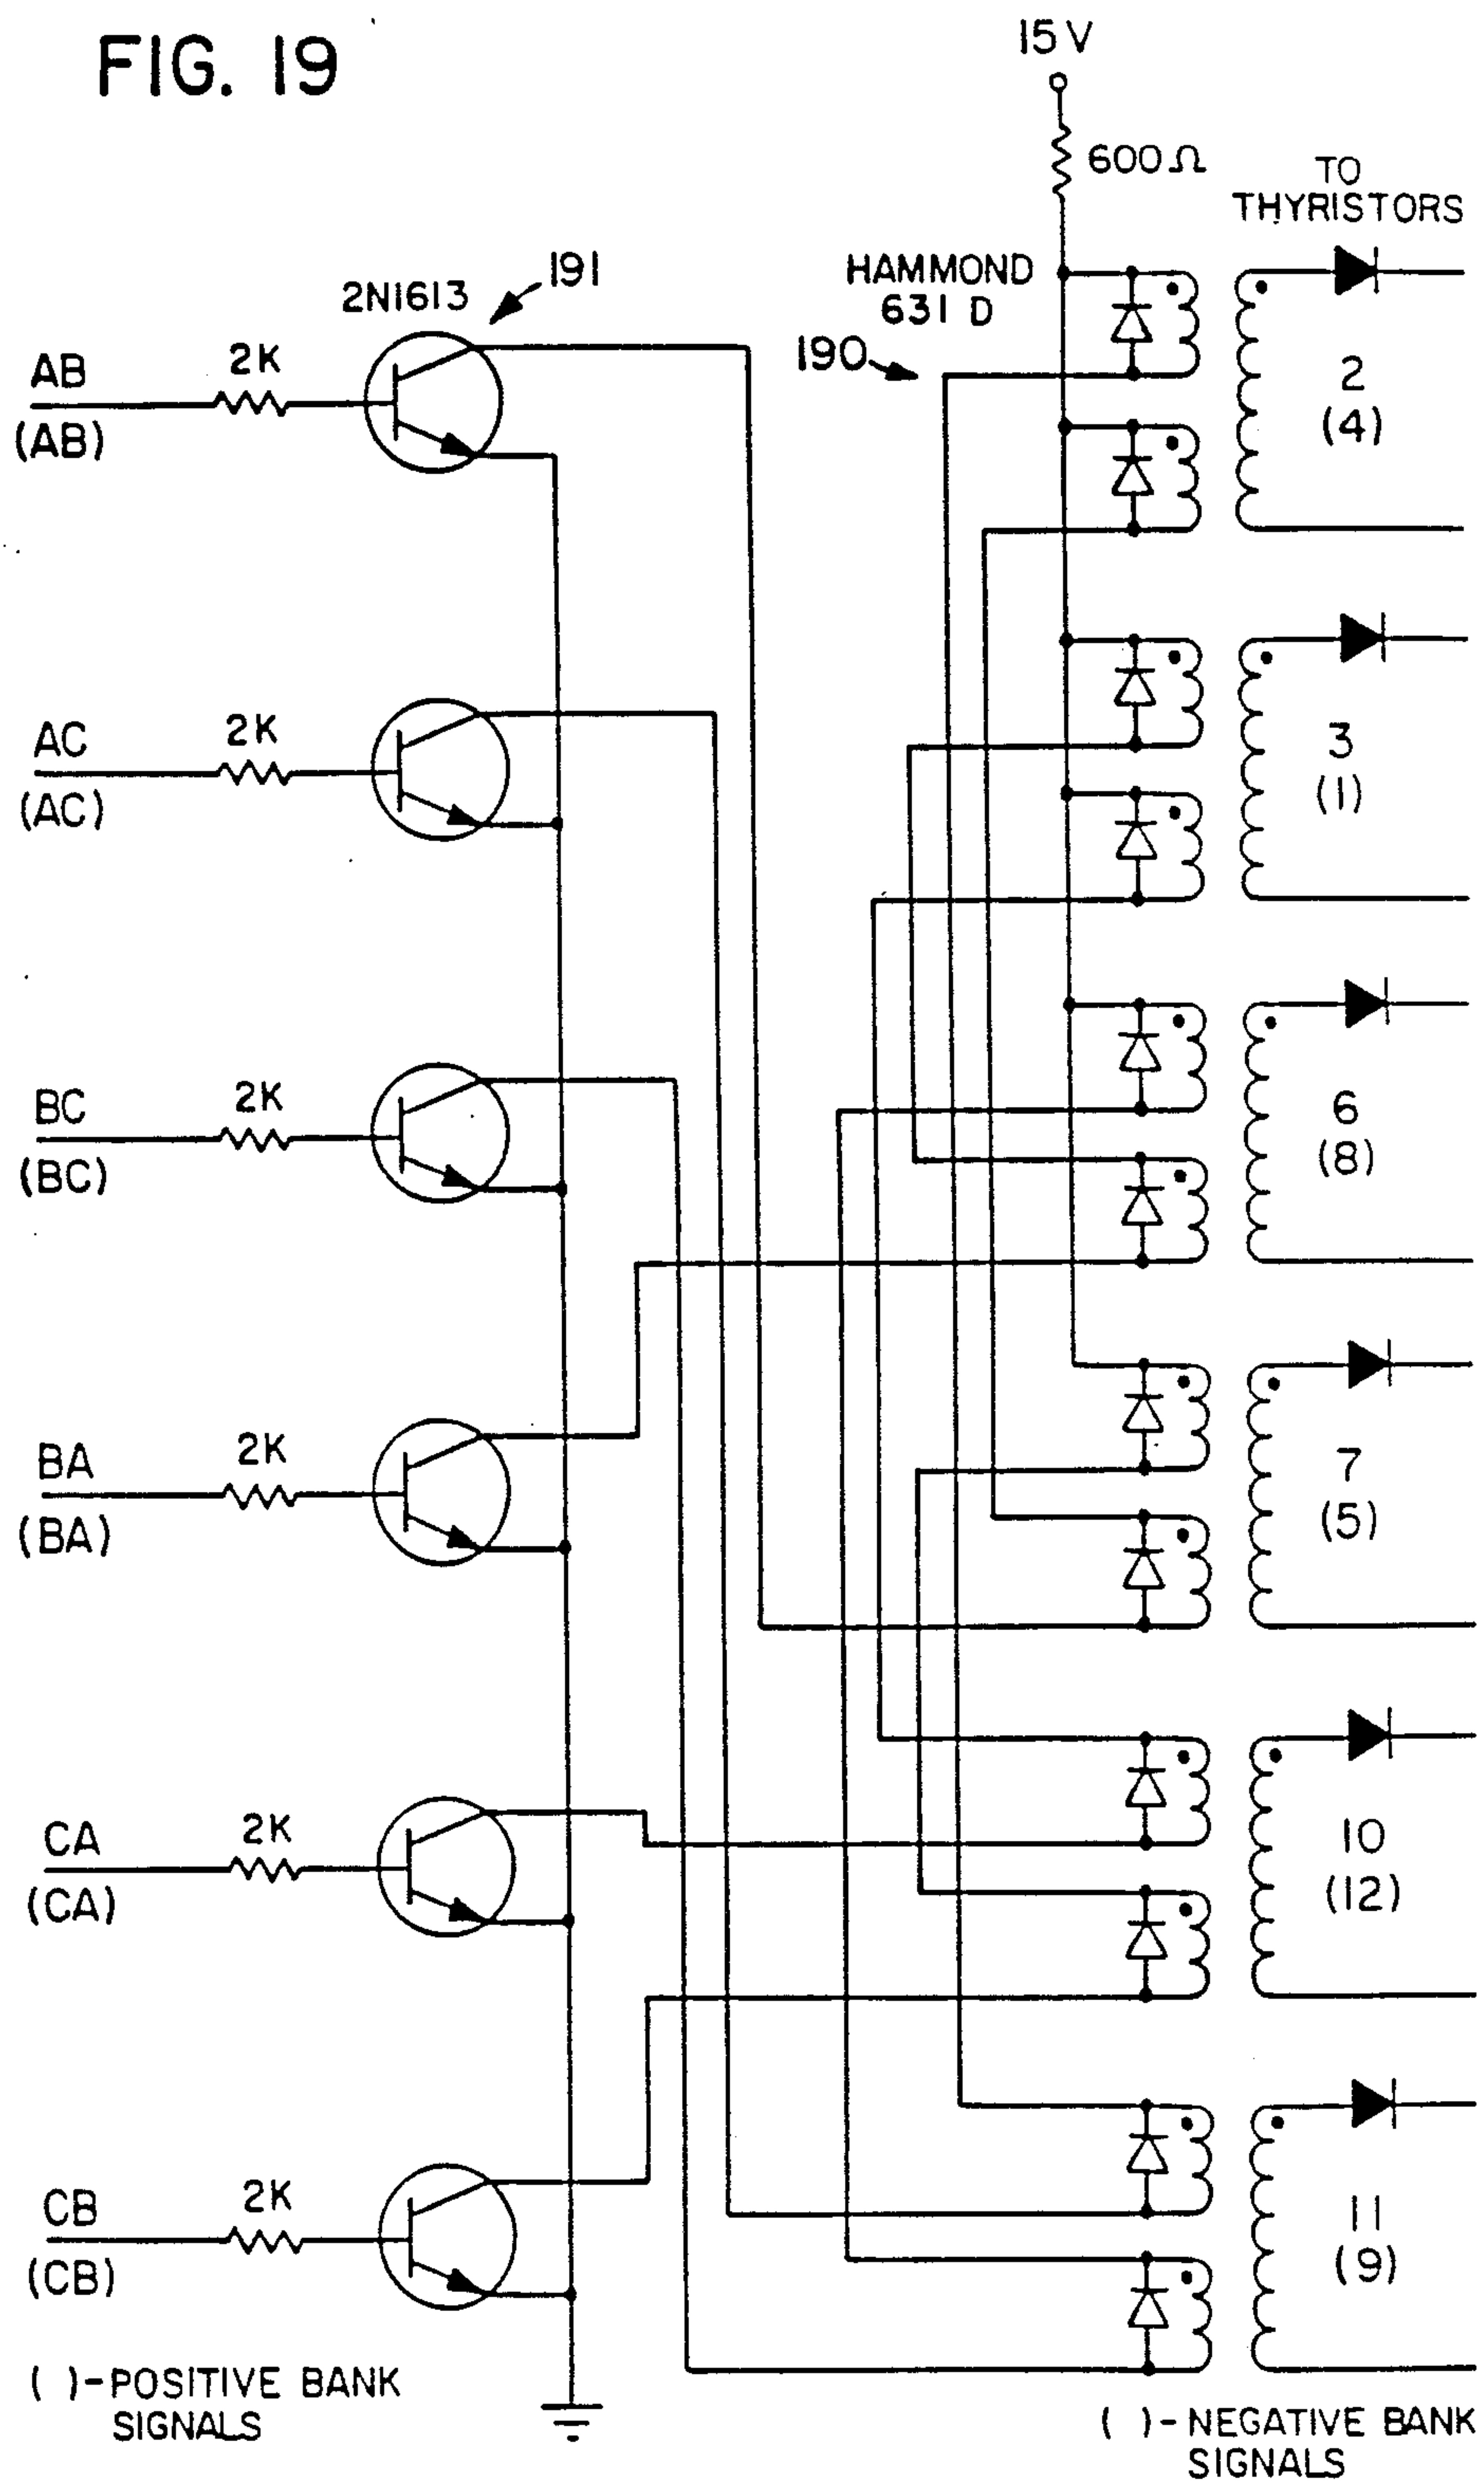 FIG. 19
15 V
600Ω
TO
THYRISTORS
191
2N1613
HAMMOND
631 D
190
AB
2K
(AB)
2
(4)
AC
2K
(AC)
3
(1)
BC
2K
(BC)
6
(8)
BA
2K
(BA)
7
(5)
CA
2K
(CA)
10
(12)
CB
2K
(CB)
11
(9)
( )-POSITIVE BANK
SIGNALS
( )-NEGATIVE BANK
SIGNALS